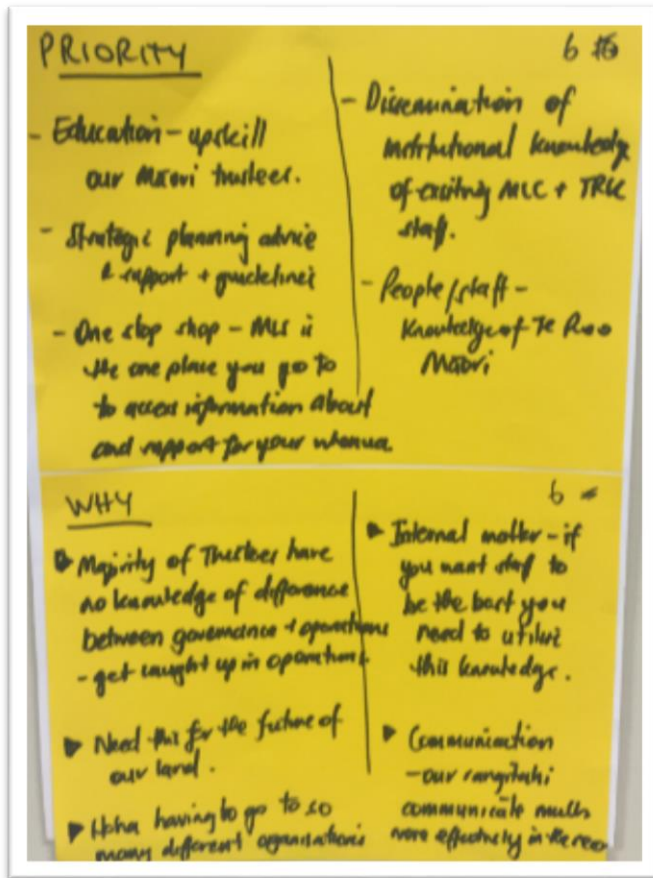 PRIORITY
6
- Education - upskill
our Maori trustees.
- Strategic planning advice
& support + guidelines
- One stop shop - MLS is
the one place you go to
to access information about
and support for your whenua
- Dissemination of
institutional knowledge
of existing MLC +
staff.
- People/staff -
knowledge of Te Reo
Maori
WHY
6
Majority of Trustees have
no knowledge of difference
between governance + operations
- get caught up in operations.
Need this for the future of
our land.
Hoha having to go to so
many different organisations
Internal matter - if
you want staff to
be the best you
need to utilise
this knowledge.
Communication
- our rangatahi
communicate much
more effectively in te reo